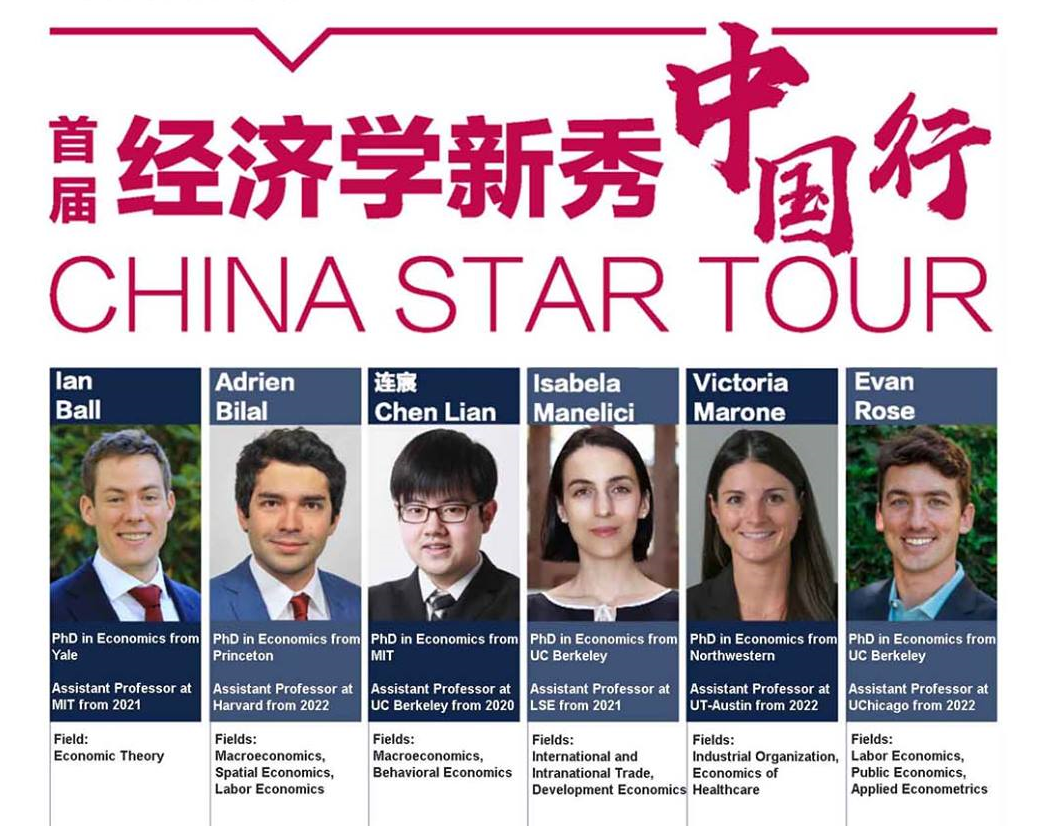 首届 经济学新秀 中国行
CHINA STAR TOUR
Ian
Ball
PhD in Economics from
Yale
Assistant Professor at
MIT from 2021
Field:
Economic Theory
Adrien
Bilal
PhD in Economics from
Princeton
Assistant Professor at
Harvard from 2022
Fields:
Macroeconomics,
Spatial Economics,
Labor Economics
连宸
Chen Lian
PhD in Economics from
MIT
Assistant Professor at
UC Berkeley from 2020
Fields:
Macroeconomics,
Behavioral Economics
Isabela
Manelici
PhD in Economics from
UC Berkeley
Assistant Professor at
LSE from 2021
Fields:
International and
Intranational Trade,
Development Economics
Victoria
Marone
PhD in Economics from
Northwestern
Assistant Professor at
UT-Austin from 2022
Fields:
Industrial Organization,
Economics of
Healthcare
Evan
Rose
PhD in Economics from
UC Berkeley
Assistant Professor at
UChicago from 2022
Fields:
Labor Economics,
Public Economics,
Applied Econometrics